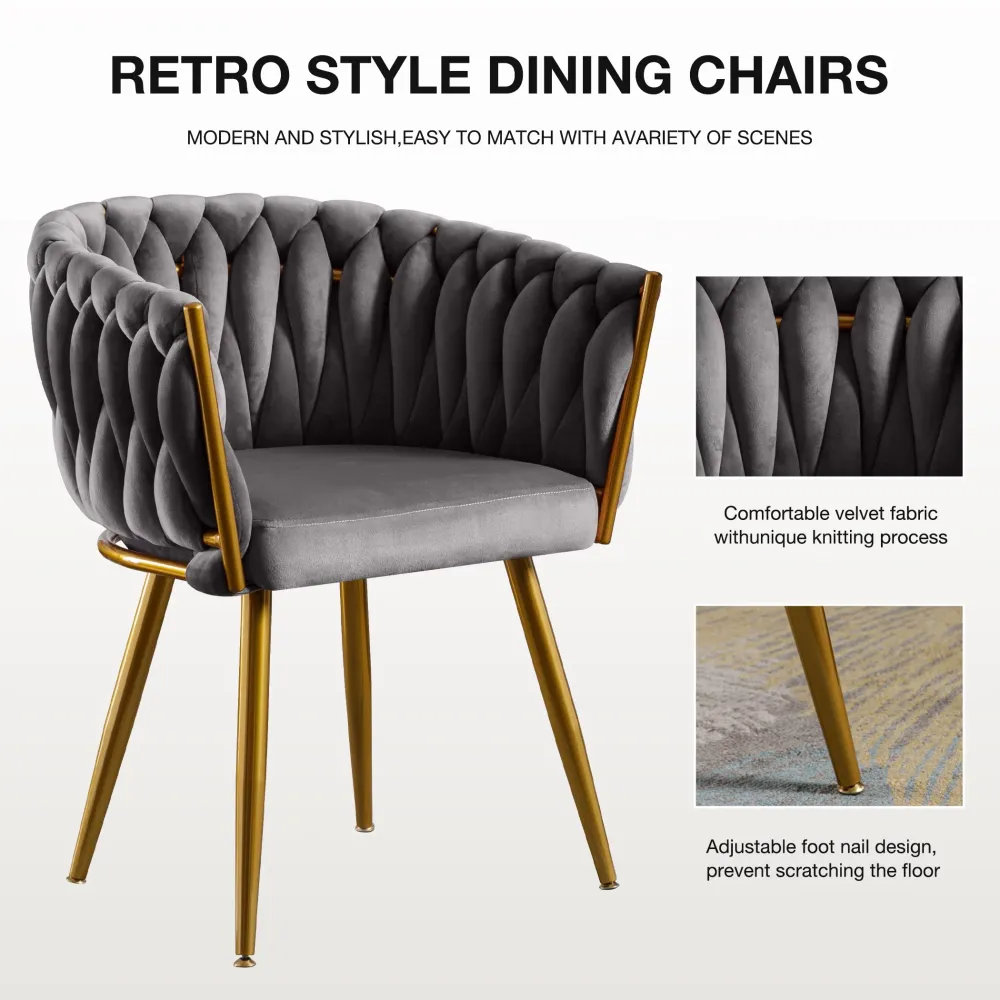 RETRO STYLE DINING CHAIRS
MODERN AND STYLISH,EASY TO MATCH WITH AVARIETY OF SCENES
Comfortable velvet fabric
withunique knitting process
Adjustable foot nail design,
prevent scratching the floor